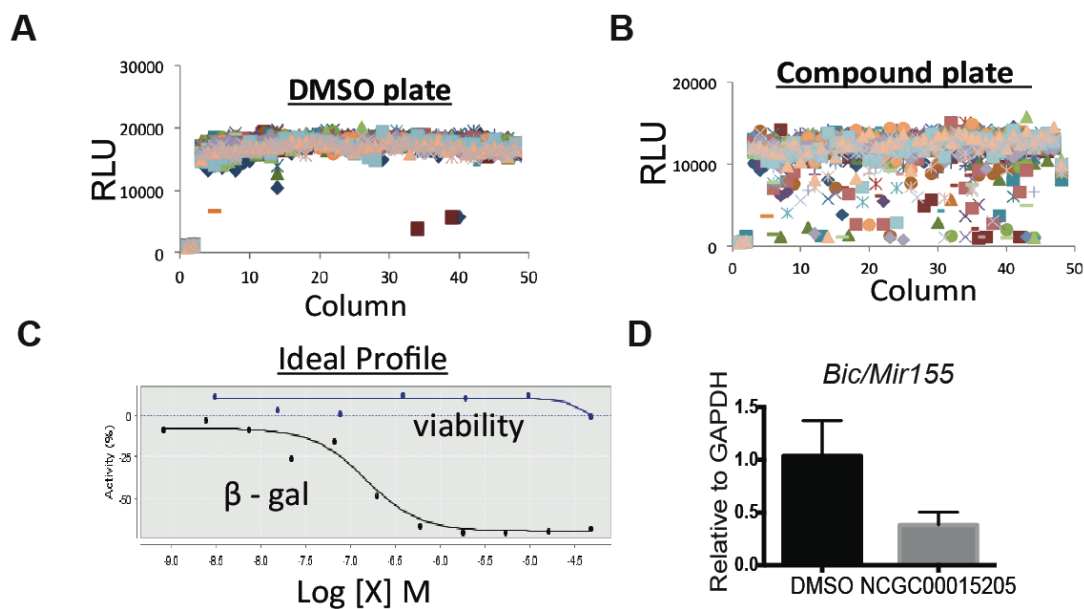 A
DMSO plate
RLU
30000
20000
10000
0
0
10
20
30
40
50
Column
B
Compound plate
RLU
20000
10000
0
0
10
20
30
40
50
Column
C
Ideal Profile
Activity (%)
0
-25
-50
viability
β - gal
-9.0
-8.5
-8.0
-7.5
-7.0
-6.5
-6.0
-5.5
-5.0
-4.5
Log [X] M
D
Bic/Mir155
Relative to GAPDH
1.5
1.0
0.5
0.0
DMSO
NCGC00015205